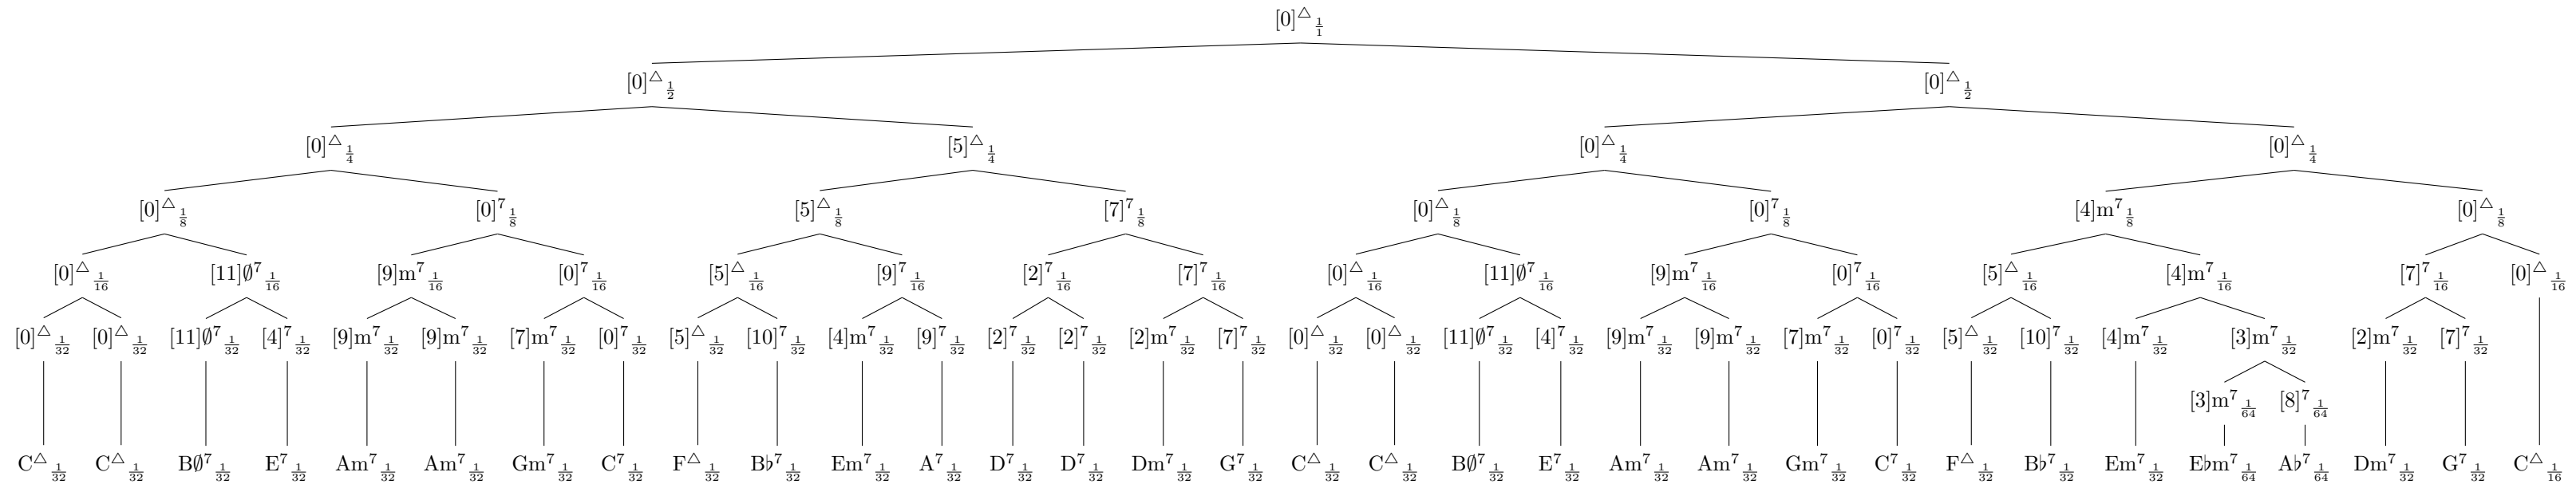 [0]△ 1/1
[0]△ 1/2 [0]△ 1/2
[0]△ 1/4 [5]△ 1/4 [0]△ 1/4 [0]△ 1/4
[0]△ 1/8 [0]7 1/8 [5]△ 1/8 [7]7 1/8 [0]△ 1/8 [0]7 1/8 [4]m7 1/8 [0]△ 1/8
[0]△ 1/16 [11]∅7 1/16 [9]m7 1/16 [0]7 1/16 [5]△ 1/16 [9]7 1/16 [2]7 1/16 [7]7 1/16 [0]△ 1/16 [11]∅7 1/16 [9]m7 1/16 [0]7 1/16 [5]△ 1/16 [4]m7 1/16 [7]7 1/16 [0]△ 1/16
[0]△ 1/32 [0]△ 1/32 [11]∅7 1/32 [4]7 1/32 [9]m7 1/32 [9]m7 1/32 [7]m7 1/32 [0]7 1/32 [5]△ 1/32 [10]7 1/32 [4]m7 1/32 [9]7 1/32 [2]7 1/32 [2]7 1/32 [2]m7 1/32 [7]7 1/32 [0]△ 1/32 [0]△ 1/32 [11]∅7 1/32 [4]7 1/32 [9]m7 1/32 [9]m7 1/32 [7]m7 1/32 [0]7 1/32 [5]△ 1/32 [10]7 1/32 [4]m7 1/32 [3]m7 1/32 [2]m7 1/32 [7]7 1/32
[3]m7 1/64 [8]7 1/64
C△ 1/32 C△ 1/32 B∅7 1/32 E7 1/32 Am7 1/32 Am7 1/32 Gm7 1/32 C7 1/32 F△ 1/32 B♭7 1/32 Em7 1/32 A7 1/32 D7 1/32 D7 1/32 Dm7 1/32 G7 1/32 C△ 1/32 C△ 1/32 B∅7 1/32 E7 1/32 Am7 1/32 Am7 1/32 Gm7 1/32 C7 1/32 F△ 1/32 B♭7 1/32 Em7 1/32 E♭m7 1/64 A♭7 1/64 Dm7 1/32 G7 1/32 C△ 1/16